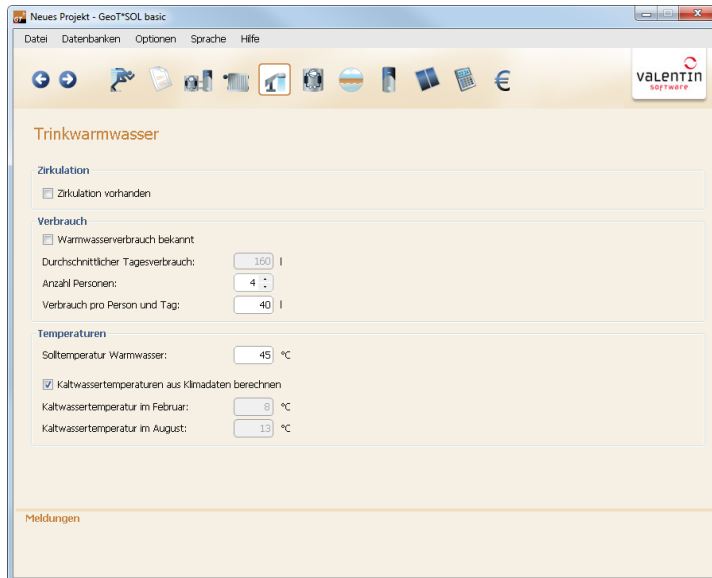 Neues Projekt - GeoT*SOL basic
Datei Datenbanken Optionen Sprache Hilfe
valentin
software
Trinkwarmwasser
Zirkulation
Zirkulation vorhanden
Verbrauch
Warmwasserverbrauch bekannt
Durchschnittlicher Tagesverbrauch: 160 l
Anzahl Personen: 4
Verbrauch pro Person und Tag: 40 l
Temperaturen
Solltemperatur Warmwasser: 45 °C
Kaltwassertemperaturen aus Klimadaten berechnen
Kaltwassertemperatur im Februar: 8 °C
Kaltwassertemperatur im August: 13 °C
Meldungen